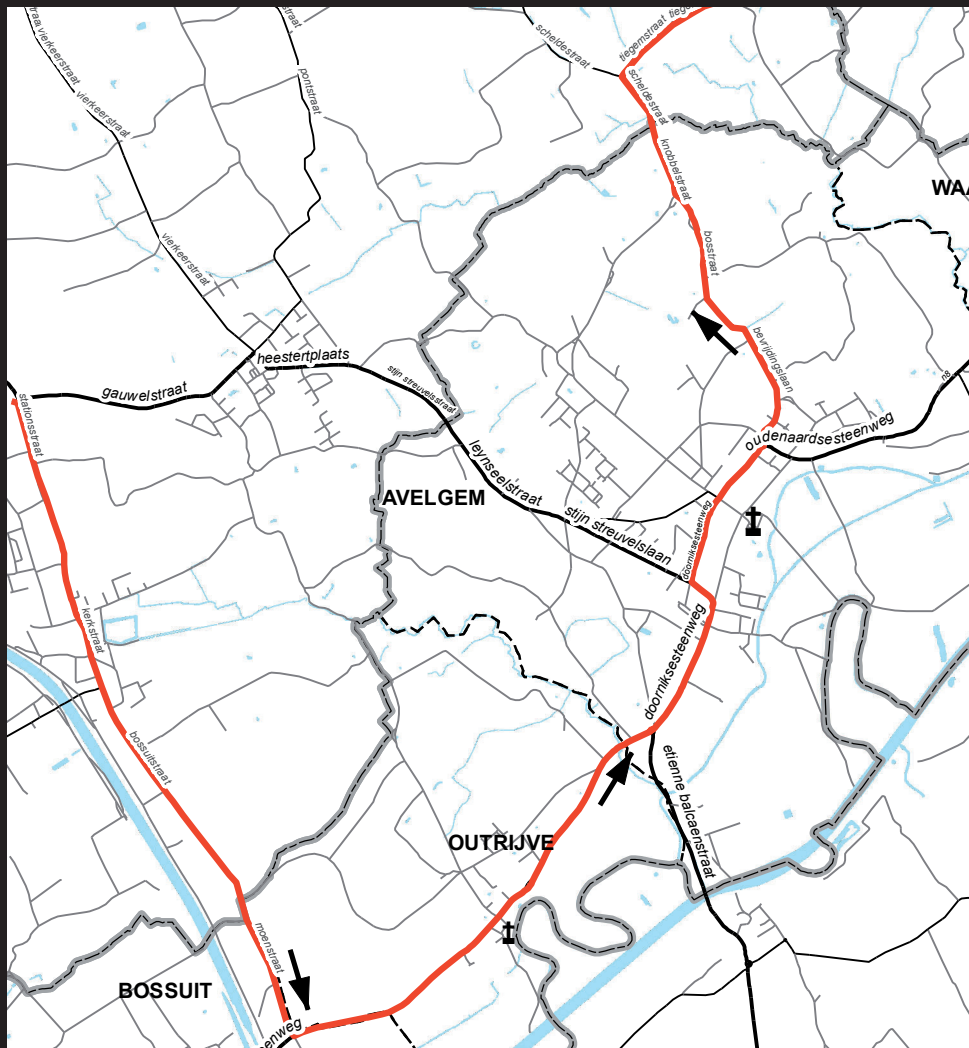 vierkeerstraat
vierkeerstraat
vierkeerstraat
pontstraat
scheldestraat
tiegemstraat
scheldestraat
knobbelstraat
bosstraat
WAA
bevrijdingslaan
heestertplaats
stijn streuvelsstraat
gauwelstraat
n8
oudenaardsesteenweg
stationsstraat
leynseelstraat
AVELGEM
stijn streuvelslaan
doorniksesteenweg
kerkstraat
doorniksesteenweg
bossuitstraat
etienne balcaenstraat
OUTRIJVE
moenstraat
BOSSUIT
enweg